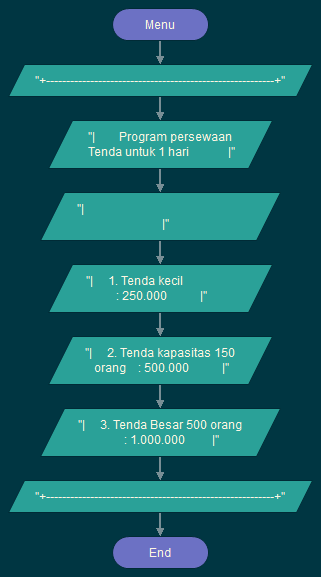 Menu
"+---------------------------------------------------------+"
"|       Program persewaan
Tenda untuk 1 hari            |"
"|
|"
"|     1. Tenda kecil
: 250.000          |"
"|     2. Tenda kapasitas 150
orang    : 500.000          |"
"|     3. Tenda Besar 500 orang
: 1.000.000        |"
"+---------------------------------------------------------+"
End